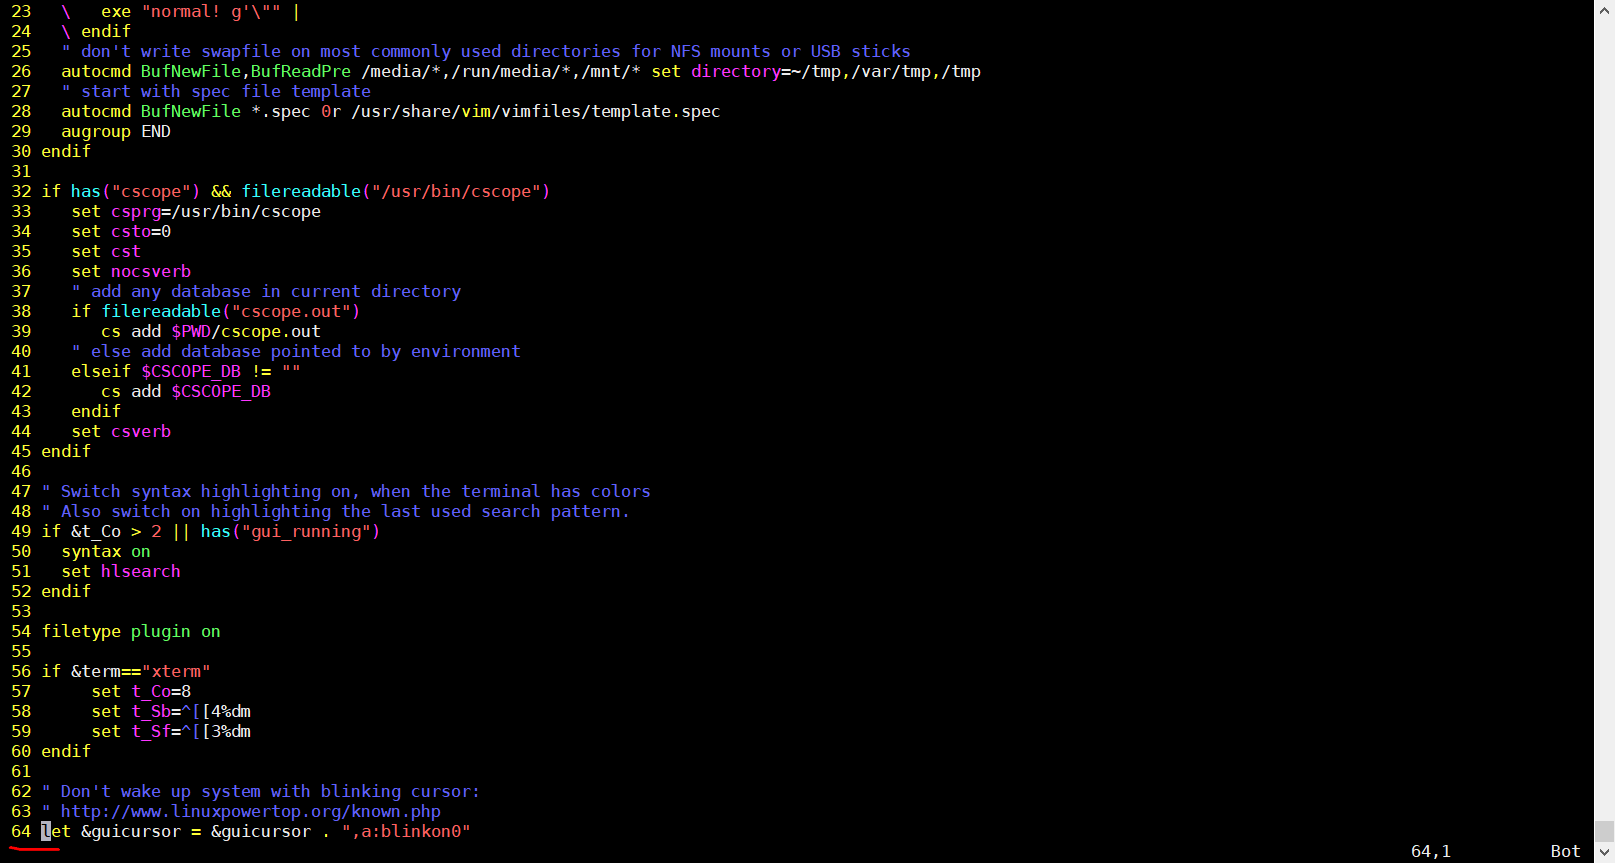 23   \   exe "normal! g'\"" |
24   \ endif
25   " don't write swapfile on most commonly used directories for NFS mounts or USB sticks
26   autocmd BufNewFile,BufReadPre /media/*,/run/media/*,/mnt/* set directory=~/tmp,/var/tmp,/tmp
27   " start with spec file template
28   autocmd BufNewFile *.spec 0r /usr/share/vim/vimfiles/template.spec
29   augroup END
30 endif
31
32 if has("cscope") && filereadable("/usr/bin/cscope")
33    set csprg=/usr/bin/cscope
34    set csto=0
35    set cst
36    set nocsverb
37    " add any database in current directory
38    if filereadable("cscope.out")
39       cs add $PWD/cscope.out
40    " else add database pointed to by environment
41    elseif $CSCOPE_DB != ""
42       cs add $CSCOPE_DB
43    endif
44    set csverb
45 endif
46
47 " Switch syntax highlighting on, when the terminal has colors
48 " Also switch on highlighting the last used search pattern.
49 if &t_Co > 2 || has("gui_running")
50   syntax on
51   set hlsearch
52 endif
53
54 filetype plugin on
55
56 if &term=="xterm"
57      set t_Co=8
58      set t_Sb=^[[4%dm
59      set t_Sf=^[[3%dm
60 endif
61
62 " Don't wake up system with blinking cursor:
63 " http://www.linuxpowertop.org/known.php
64 let &guicursor = &guicursor . ",a:blinkon0"
64,1 Bot